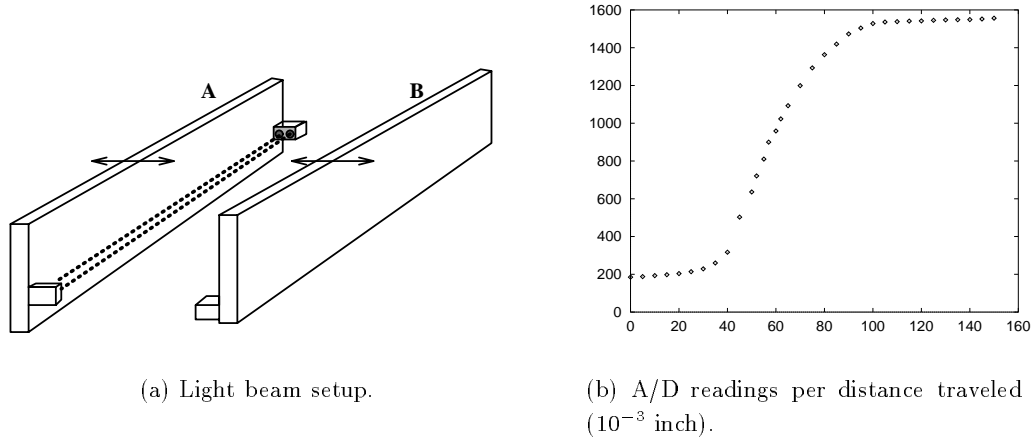 A
B
1600
1400
1200
1000
800
600
400
200
0
0 20 40 60 80 100 120 140 160
(a) Light beam setup.
(b) A/D readings per distance traveled
(10⁻³ inch).